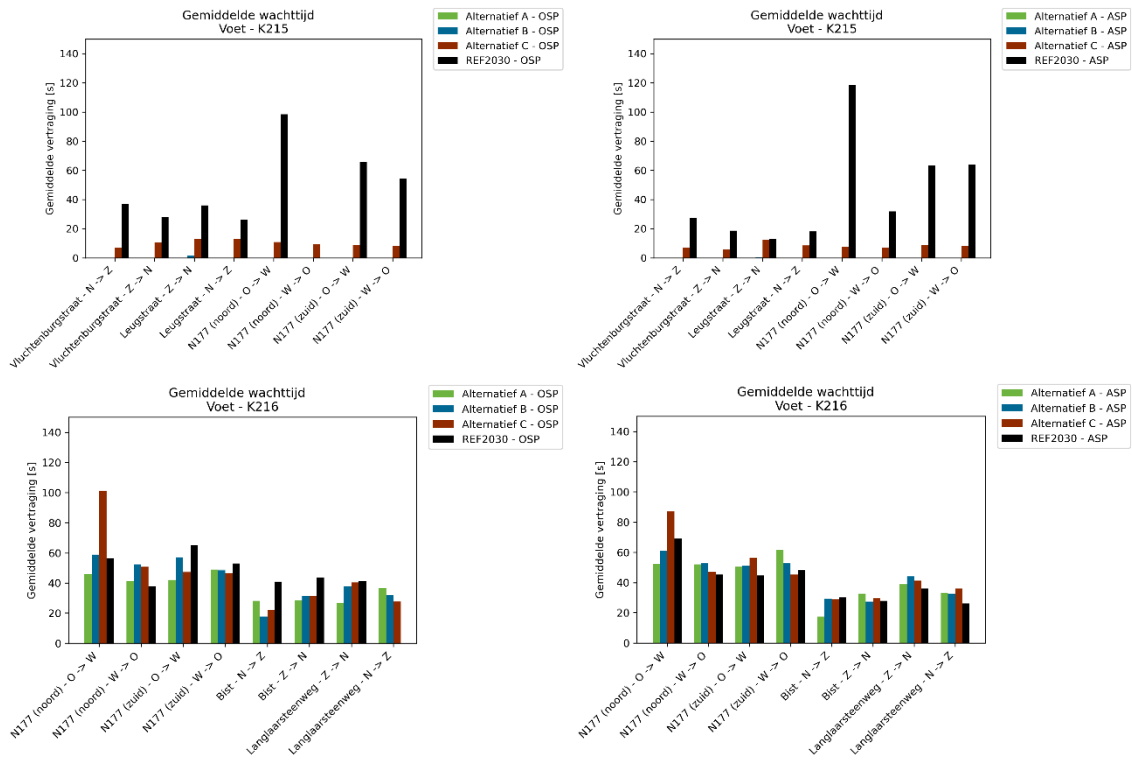 Gemiddelde wachttijd
Voet - K215
Alternatief A - OSP
Alternatief B - OSP
Alternatief C - OSP
REF2030 - OSP
Gemiddelde vertraging [s]
140
120
100
80
60
40
20
0
Vluchtenburgstraat - N -> Z
Vluchtenburgstraat - Z -> N
Leugstraat - Z -> N
Leugstraat - N -> Z
N177 (noord) - O -> W
N177 (noord) - W -> O
N177 (zuid) - O -> W
N177 (zuid) - W -> O
Gemiddelde wachttijd
Voet - K215
Alternatief A - ASP
Alternatief B - ASP
Alternatief C - ASP
REF2030 - ASP
Gemiddelde vertraging [s]
140
120
100
80
60
40
20
0
Vluchtenburgstraat - N -> Z
Vluchtenburgstraat - Z -> N
Leugstraat - Z -> N
Leugstraat - N -> Z
N177 (noord) - O -> W
N177 (noord) - W -> O
N177 (zuid) - O -> W
N177 (zuid) - W -> O
Gemiddelde wachttijd
Voet - K216
Alternatief A - OSP
Alternatief B - OSP
Alternatief C - OSP
REF2030 - OSP
Gemiddelde vertraging [s]
140
120
100
80
60
40
20
0
N177 (noord) - O -> W
N177 (noord) - W -> O
N177 (zuid) - O -> W
N177 (zuid) - W -> O
Bist - N -> Z
Bist - Z -> N
Langlaarsteenweg - Z -> N
Langlaarsteenweg - N -> Z
Gemiddelde wachttijd
Voet - K216
Alternatief A - ASP
Alternatief B - ASP
Alternatief C - ASP
REF2030 - ASP
Gemiddelde vertraging [s]
140
120
100
80
60
40
20
0
N177 (noord) - O -> W
N177 (noord) - W -> O
N177 (zuid) - O -> W
N177 (zuid) - W -> O
Bist - N -> Z
Bist - Z -> N
Langlaarsteenweg - Z -> N
Langlaarsteenweg - N -> Z